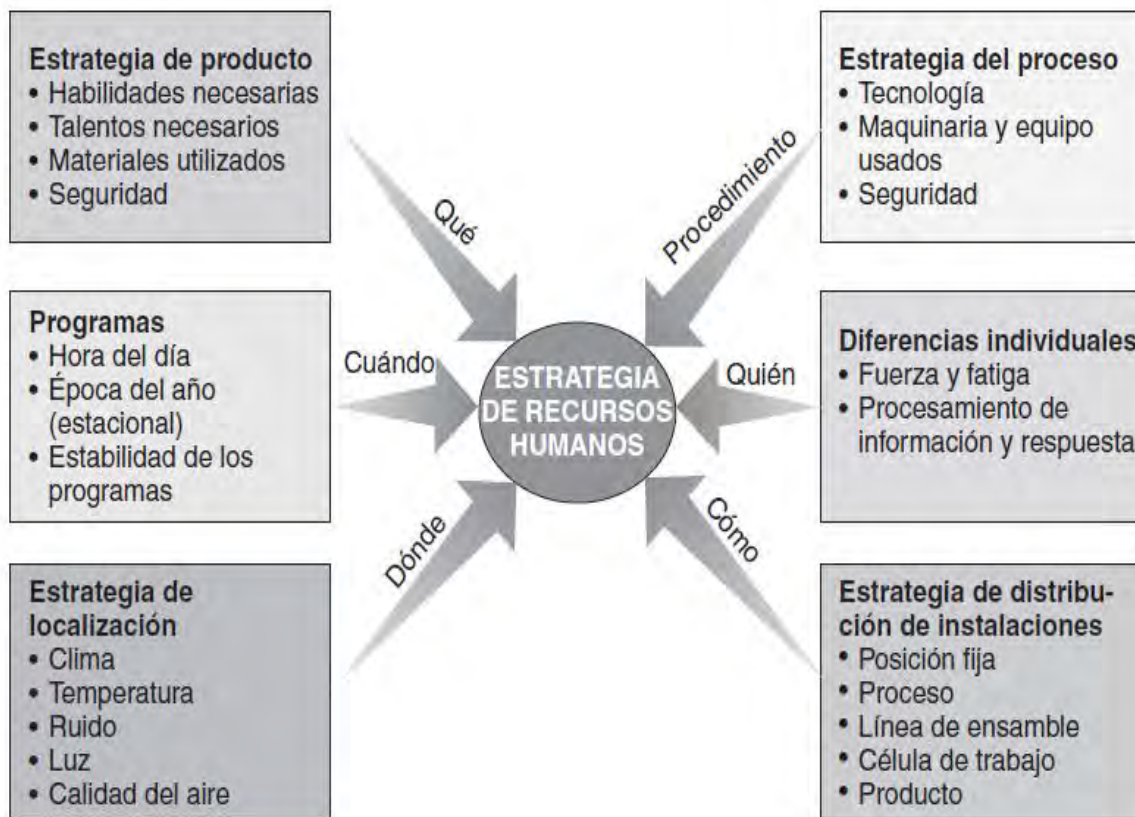 Estrategia de producto
• Habilidades necesarias
• Talentos necesarios
• Materiales utilizados
• Seguridad
Qué
Estrategia del proceso
• Tecnología
• Maquinaria y equipo
usados
• Seguridad
Procedimiento
Programas
• Hora del día
• Época del año
(estacional)
• Estabilidad de los
programas
Cuándo
ESTRATEGIA
DE RECURSOS
HUMANOS
Quién
Diferencias individuales
• Fuerza y fatiga
• Procesamiento de
información y respuesta
Estrategia de
localización
• Clima
• Temperatura
• Ruido
• Luz
• Calidad del aire
Dónde
Cómo
Estrategia de distribu-
ción de instalaciones
• Posición fija
• Proceso
• Línea de ensamble
• Célula de trabajo
• Producto